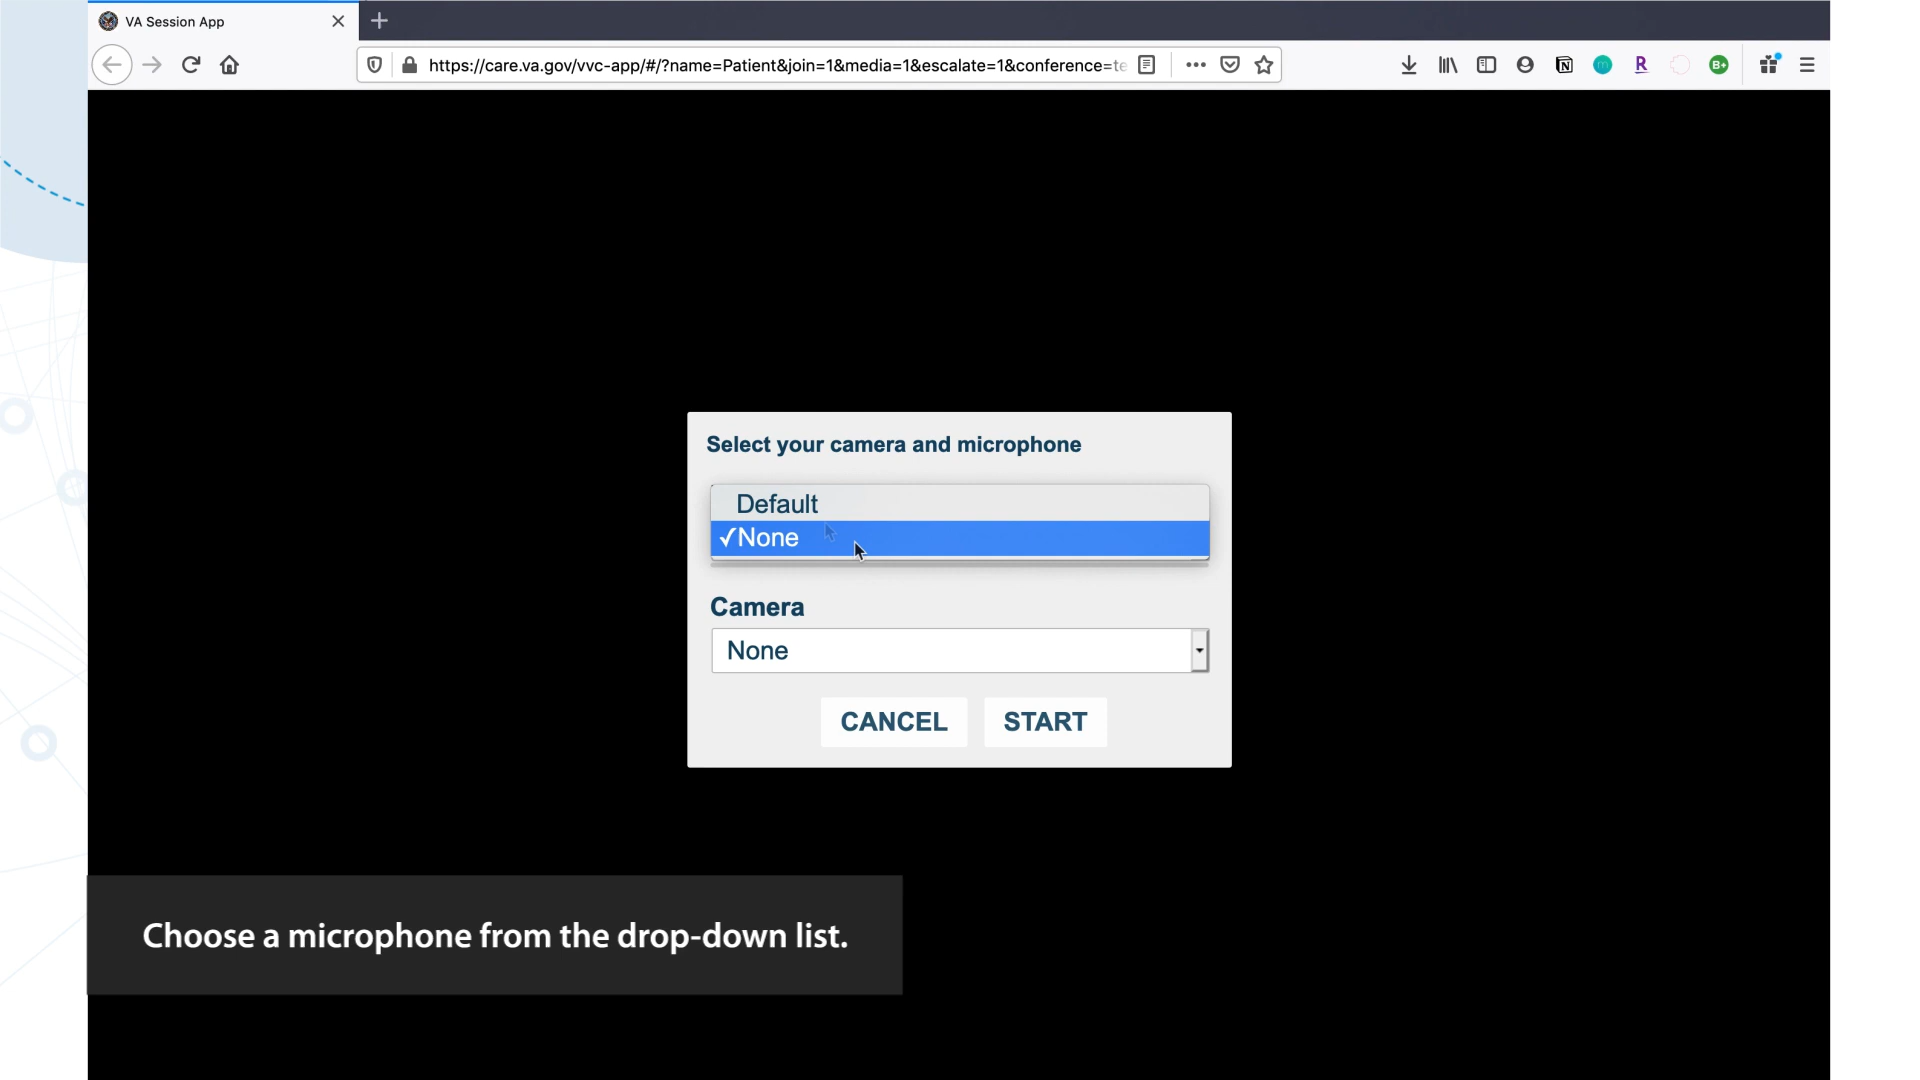 VA Session App
https://care.va.gov/vvc-app/#/?name=Patient&join=1&media=1&escalate=1&conference=te
N
m
R
B+
Select your camera and microphone
Default
✓None
Camera
None
CANCEL
START
Choose a microphone from the drop-down list.